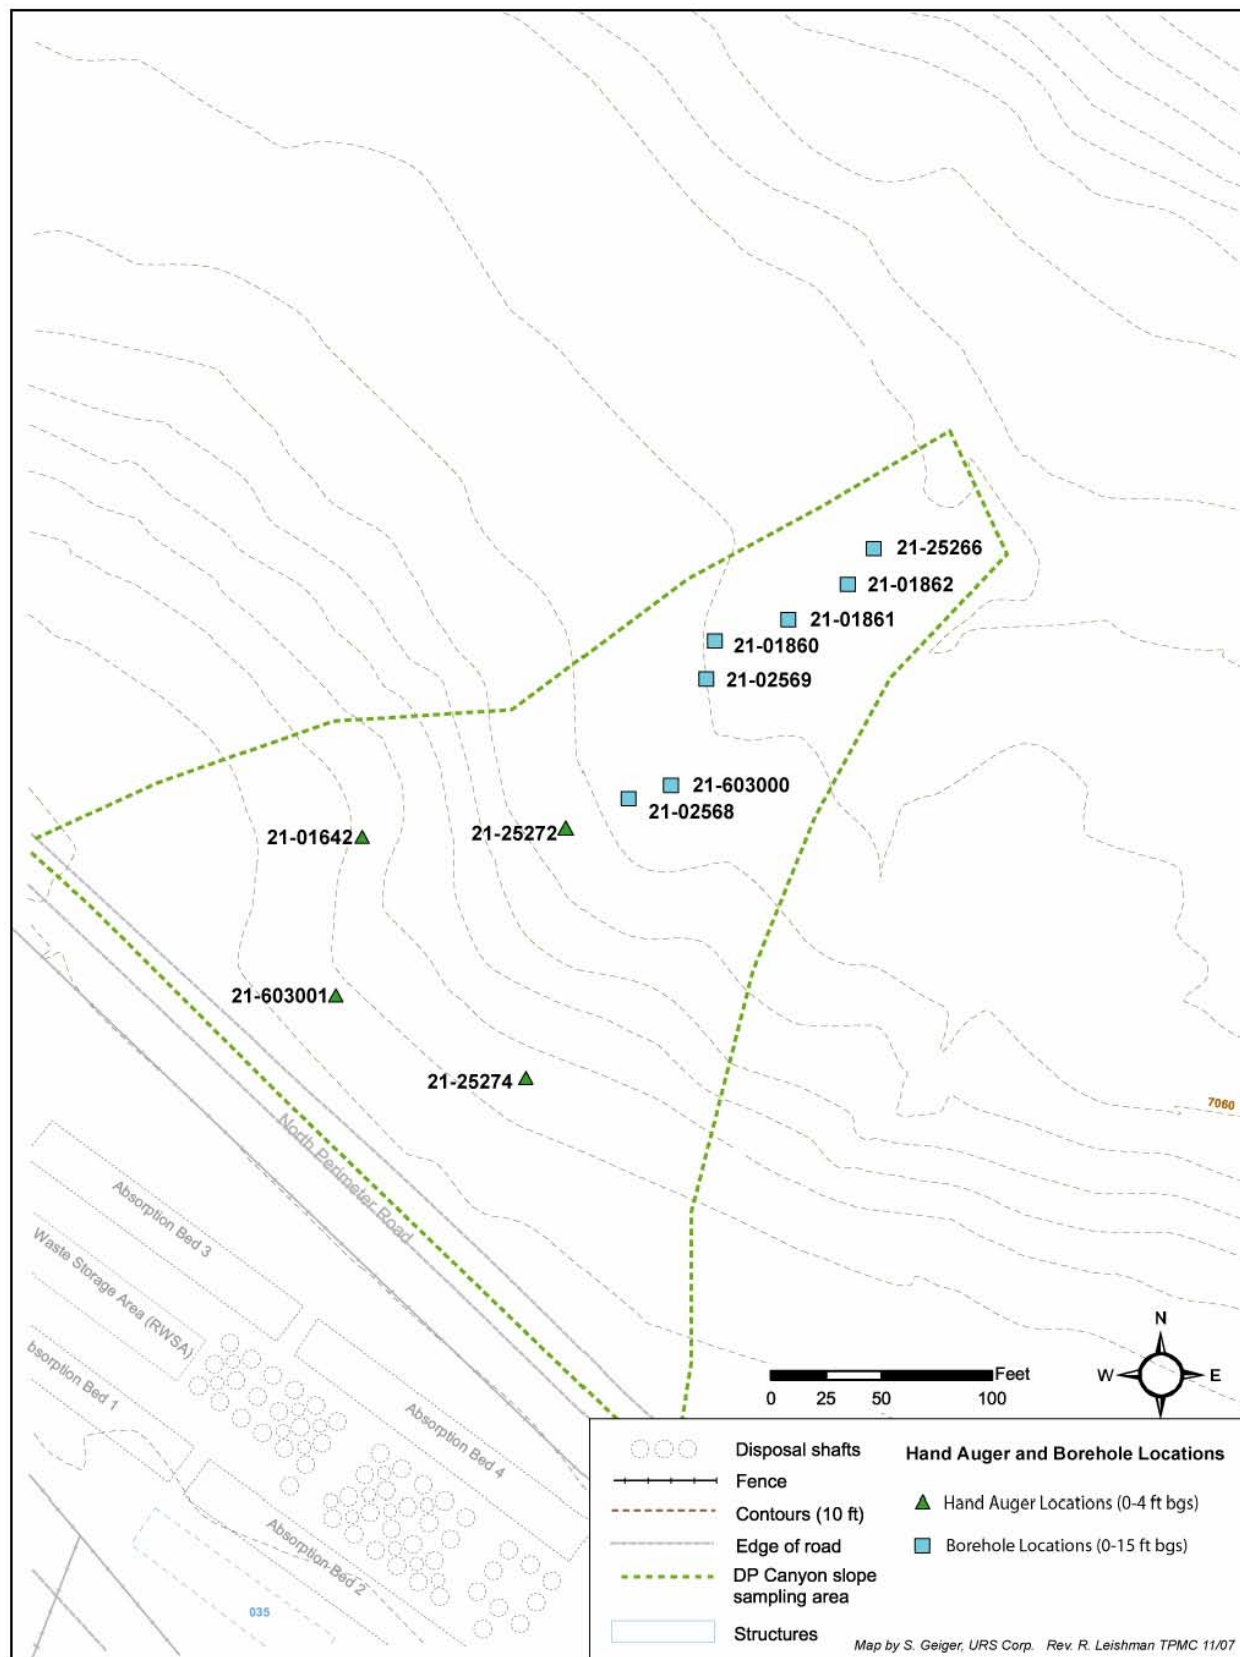 21-25266
21-01862
21-01861
21-01860
21-02569
21-603000
21-02568
21-25272
21-01642
21-603001
21-25274
7060
North Perimeter Road
Absorption Bed 3
Waste Storage Area (RWSA)
bsorption Bed 1
Absorption Bed 4
Absorption Bed 2
035
N
W
E
Feet
0 25 50 100
Disposal shafts
Fence
Contours (10 ft)
Edge of road
DP Canyon slope
sampling area
Structures
Hand Auger and Borehole Locations
Hand Auger Locations (0-4 ft bgs)
Borehole Locations (0-15 ft bgs)
Map by S. Geiger, URS Corp. Rev. R. Leishman TPMC 11/07